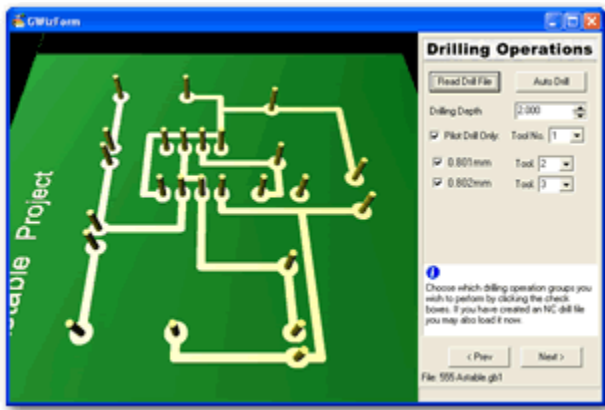 GWizForm
Drilling Operations
Read Drill File
Auto Drill
Drilling Depth
2.000
Pilot Drill Only:
Tool No.
1
0.801mm
Tool:
2
0.802mm
Tool:
3
stable Project
Choose which drilling operation groups you
wish to perform by clicking the check
boxes. If you have created an NC drill file
you may also load it now.
< Prev
Next >
File: 555-Astable.gb1